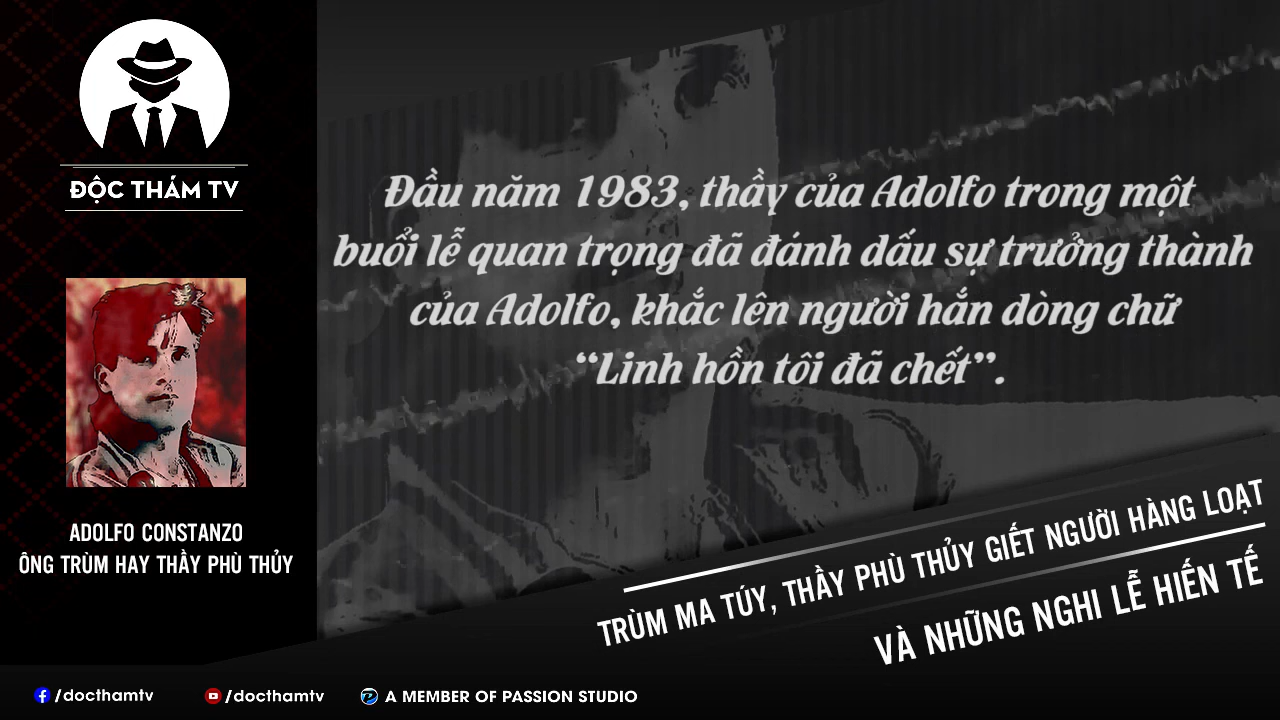 ĐỘC THÁM TV
ADOLFO CONSTANZO
ÔNG TRÙM HAY THẦY PHÙ THỦY
Đầu năm 1983, thầy của Adolfo trong một
buổi lễ quan trọng đã đánh dấu sự trưởng thành
của Adolfo, khắc lên người hắn dòng chữ
“Linh hồn tôi đã chết”.
TRÙM MA TÚY, THẦY PHÙ THỦY GIẾT NGƯỜI HÀNG LOẠT
VÀ NHỮNG NGHI LỄ HIẾN TẾ
/docthamtv
/docthamtv
A MEMBER OF PASSION STUDIO